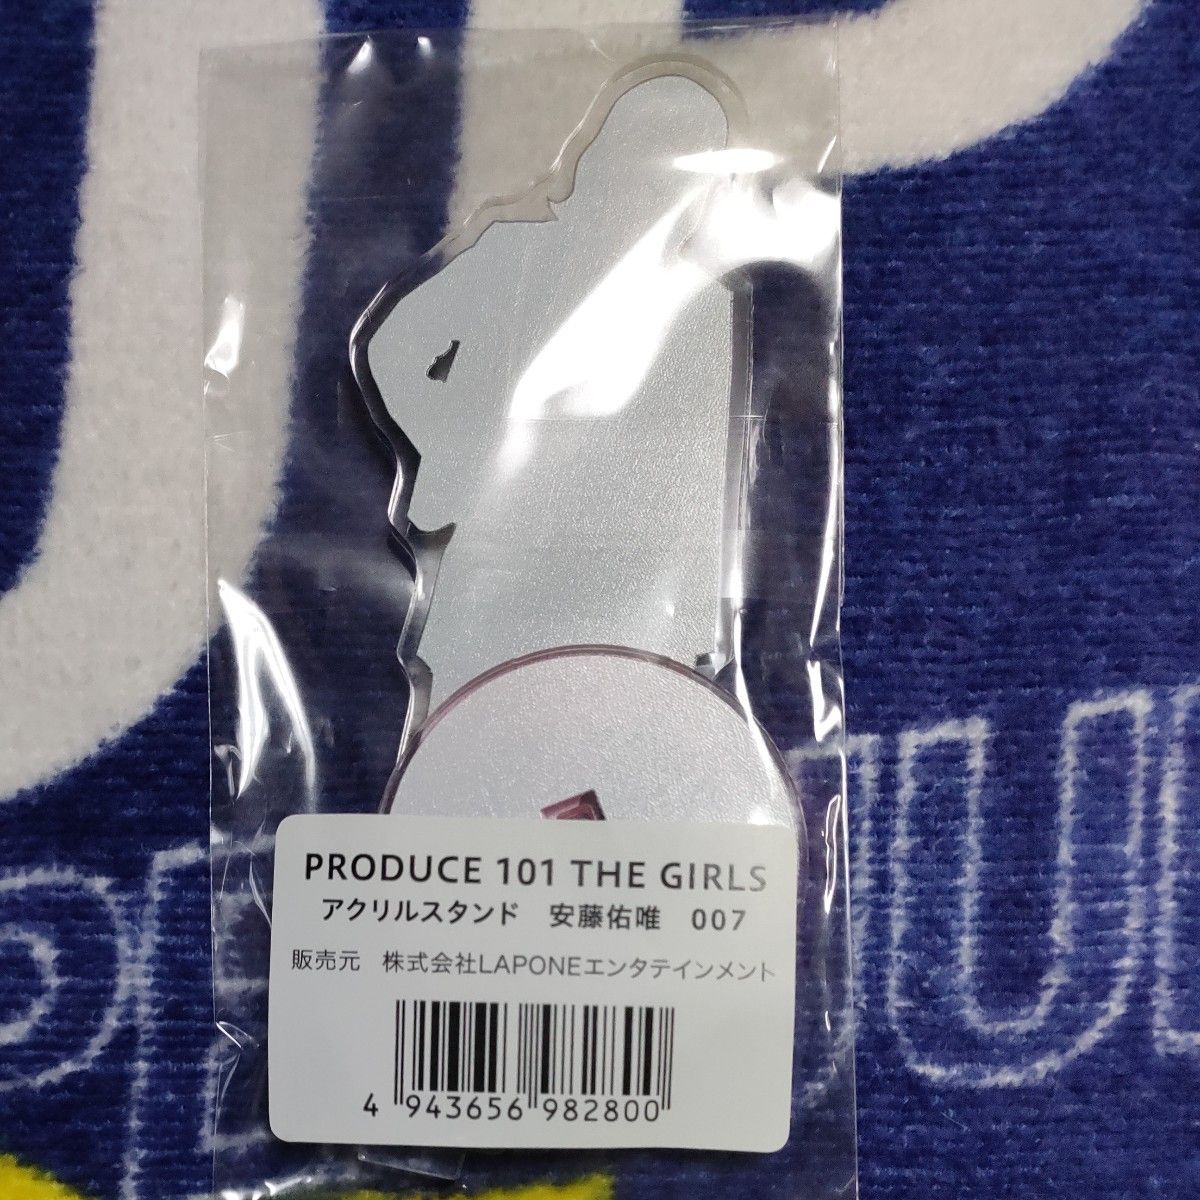 PRODUCE 101 THE GIRLS
アクリルスタンド　安藤佑唯　007
販売元　株式会社LAPONEエンタテインメント
4 943656 982800